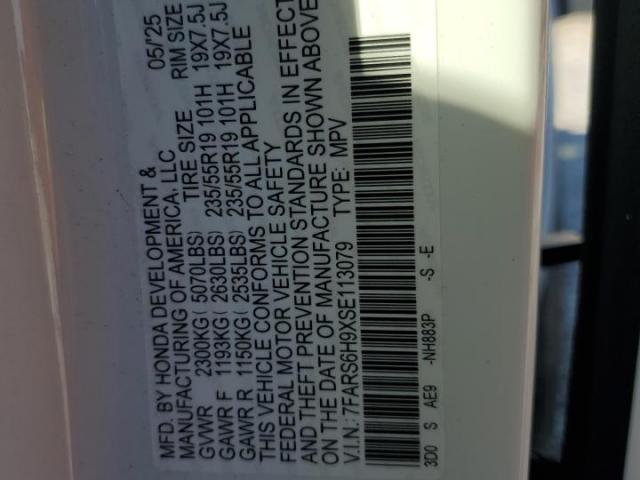 MFD. BY HONDA DEVELOPMENT & 05/'25
MANUFACTURING OF AMERICA, LLC
TIRE SIZE RIM SIZE
GVWR 2300KG( 5070LBS)
GAWR F 1193KG( 2630LBS) 235/55R19 101H 19X7.5J
GAWR R 1150KG( 2535LBS) 235/55R19 101H 19X7.5J
THIS VEHICLE CONFORMS TO ALL APPLICABLE
FEDERAL MOTOR VEHICLE SAFETY
AND THEFT PREVENTION STANDARDS IN EFFECT
ON THE DATE OF MANUFACTURE SHOWN ABOVE
V.I.N.: 7FARS6H9XSE113079 TYPE: MPV
3D0 S AE9 -NH883P -S -E